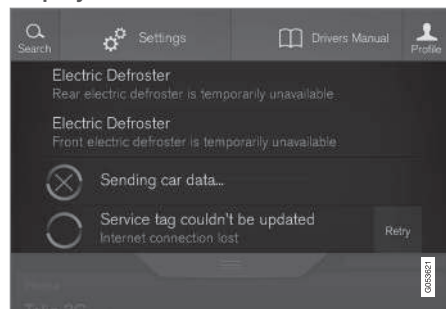 Search
Settings
Drivers Manual
Profile
Electric Defroster
Rear electric defroster is temporarily unavailable
Electric Defroster
Front electric defroster is temporarily unavailable
Sending car data...
Service tag couldn't be updated
Internet connection lost
Retry
G053621